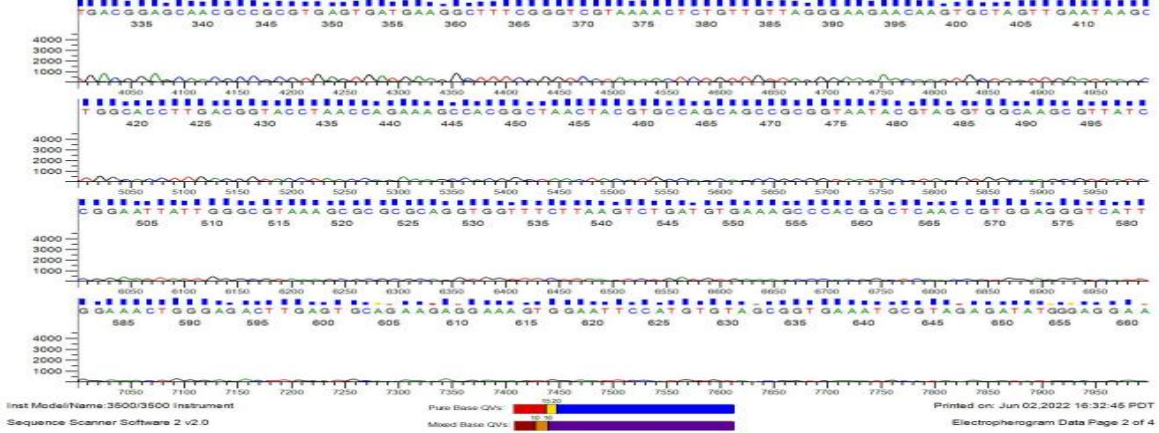 TGACGGAGCAACGCCGCGTGAGTGATGAAGGCTTTCGGGTCGTAAAACTCTGTTGTTAGGGAAGAACAAGTGCTAGTTGAATAAGC
335 340 345 350 355 360 365 370 375 380 385 390 395 400 405 410
4000
3000
2000
1000
4050 4100 4150 4200 4250 4300 4350 4400 4450 4500 4550 4600 4650 4700 4750 4800 4850 4900 4950
TGGCACCTTGACGGTACCTAACCAGAAAGCCACGGCTAACTACGTGCCAGCAGCCGCGGTAATACGTAGGTGGCAAGCGTTATC
420 425 430 435 440 445 450 455 460 465 470 475 480 485 490 495
4000
3000
2000
1000
5050 5100 5150 5200 5250 5300 5350 5400 5450 5500 5550 5600 5650 5700 5750 5800 5850 5900 5950
CGGAATTATTGGGCGTAAAGCGCGCGCAGGTGGTTTCTTAAGTCTGATGTGAAAGCCCACGGCTCAACCGTGGAGGGTCATT
505 510 515 520 525 530 535 540 545 550 555 560 565 570 575 580
4000
3000
2000
1000
6050 6100 6150 6200 6250 6300 6350 6400 6450 6500 6550 6600 6650 6700 6750 6800 6850 6900 6950
GGAAACTGGGAGACTTGAGTGCAGAAGAGGAAAGTGGAATTCCATGTGTAGCGGTGAAATGCGTAGAGATATGGGAGGAA
585 590 595 600 605 610 615 620 625 630 635 640 645 650 655 660
4000
3000
2000
1000
7050 7100 7150 7200 7250 7300 7350 7400 7450 7500 7550 7600 7650 7700 7750 7800 7850 7900 7950
Inst Model/Name:3500/3500 Instrument
Sequence Scanner Software 2 v2.0
Pure Base QVs:
Mixed Base QVs:
Printed on: Jun 02,2022 16:32:45 PDT
Electropherogram Data Page 2 of 4